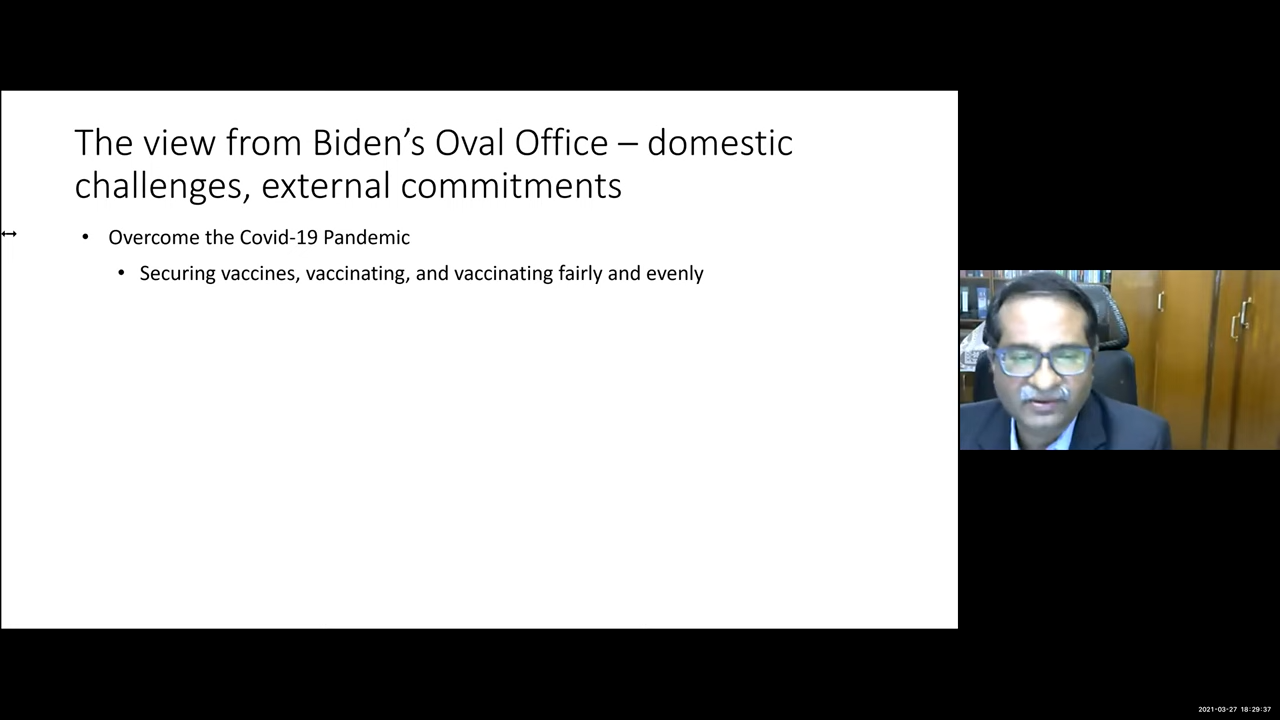 The view from Biden’s Oval Office – domestic
challenges, external commitments
• Overcome the Covid-19 Pandemic
• Securing vaccines, vaccinating, and vaccinating fairly and evenly
2021-03-27 18:29:37